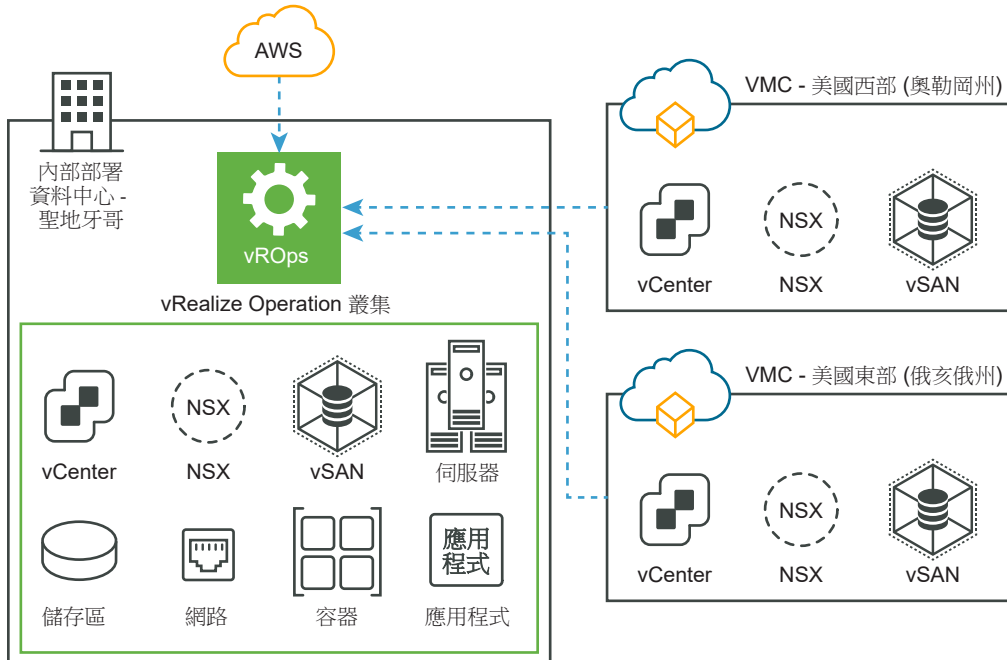 AWS
內部部署
資料中心 -
聖地牙哥
vROps
vRealize Operation 叢集
vCenter
NSX
NSX
vSAN
伺服器
儲存區
網路
容器
應用
程式
應用程式
VMC - 美國西部 (奧勒岡州)
vCenter
NSX
NSX
vSAN
VMC - 美國東部 (俄亥俄州)
vCenter
NSX
NSX
vSAN